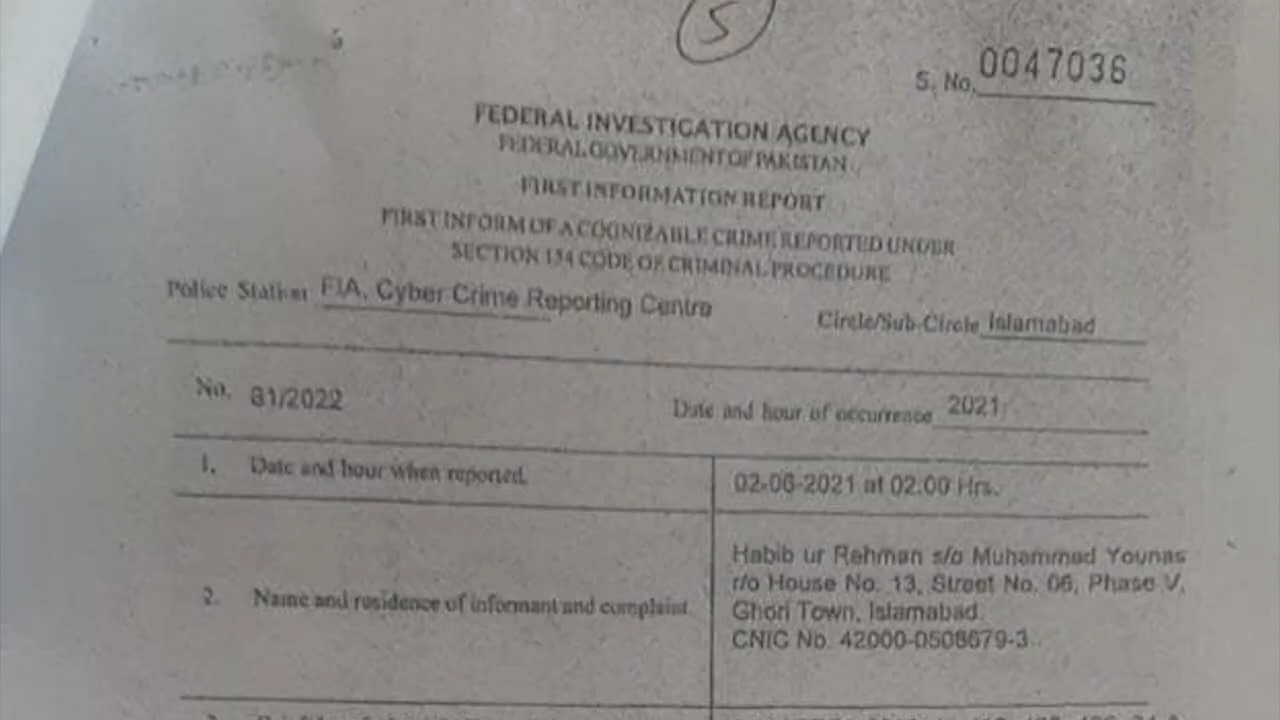 5
S. No. 0047036
FEDERAL INVESTIGATION AGENCY
FEDERAL GOVERNMENT OF PAKISTAN
FIRST INFORMATION REPORT
FIRST INFORM OF A COGNIZABLE CRIME REPORTED UNDER
SECTION 154 CODE OF CRIMINAL PROCEDURE
Police Station FIA, Cyber Crime Reporting Centre Circle/Sub-Circle Islamabad
No. 81/2022 Date and hour of occurrence 2021
1. Date and hour when reported. 02-06-2021 at 02:00 Hrs.
2. Name and residence of informant and complaint.
Habib ur Rehman s/o Muhammad Younas
r/o House No. 13, Street No. 06, Phase V,
Ghori Town, Islamabad.
CNIC No. 42000-0508679-3